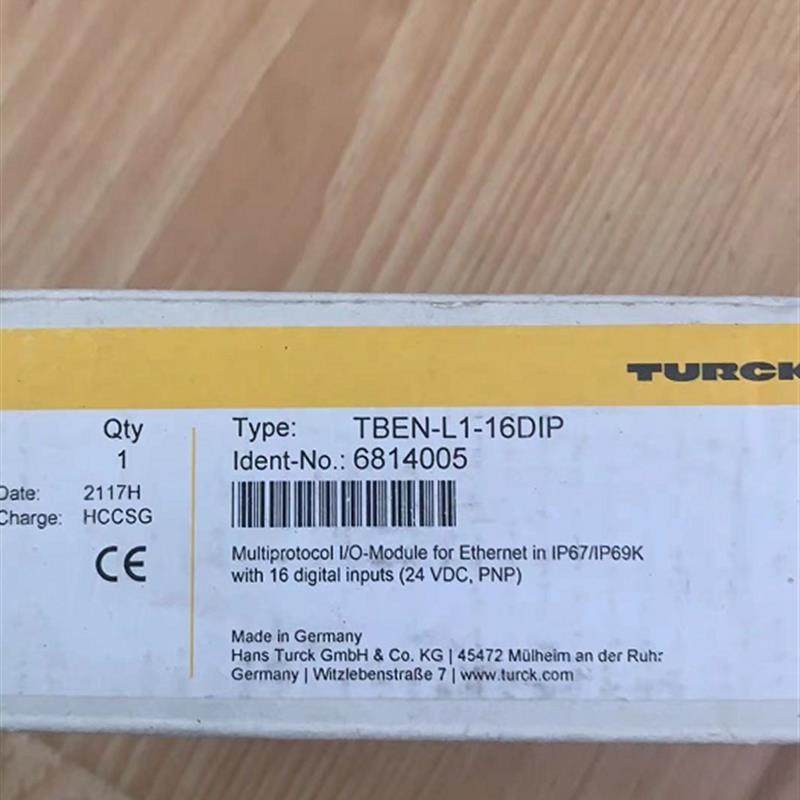 TURCK
Qty
1
Date: 2117H
Charge: HCCSG
CE
Type: TBEN-L1-16DIP
Ident-No.: 6814005
Multiprotocol I/O-Module for Ethernet in IP67/IP69K
with 16 digital inputs (24 VDC, PNP)
Made in Germany
Hans Turck GmbH & Co. KG | 45472 Mülheim an der Ruhr
Germany | Witzlebenstraße 7 | www.turck.com